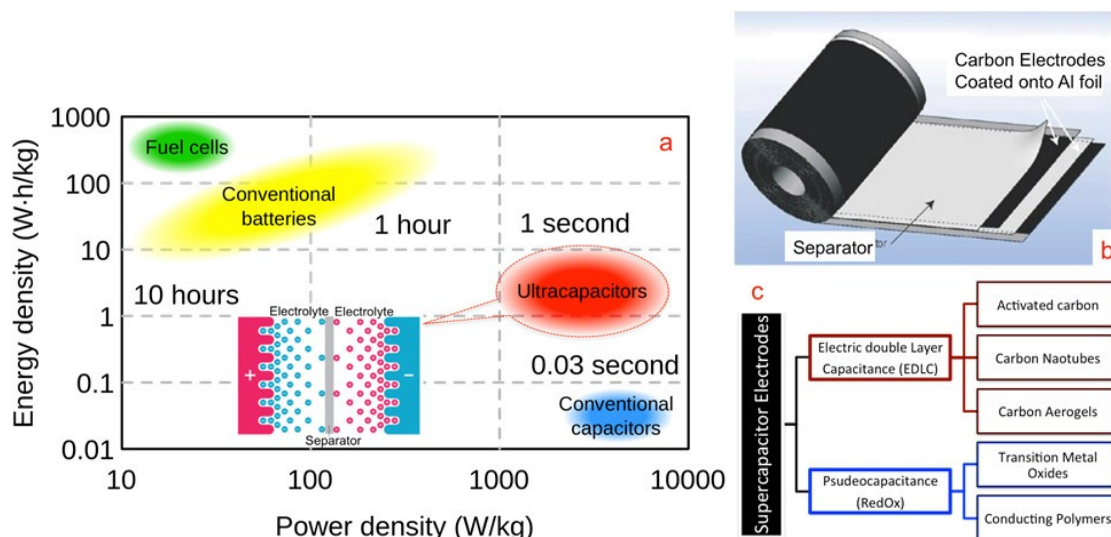 Energy density (W·h/kg)
1000
100
10
1
0.1
0.01
10
100
1000
10000
Power density (W/kg)
a
Fuel cells
Conventional
batteries
1 hour
1 second
10 hours
Ultracapacitors
0.03 second
Conventional
capacitors
Electrolyte
Electrolyte
+
−
Separator
Carbon Electrodes
Coated onto Al foil
Separator
b
c
Supercapacitor Electrodes
Electric double Layer
Capacitance (EDLC)
Activated carbon
Carbon Naotubes
Carbon Aerogels
Psudeocapacitance
(RedOx)
Transition Metal
Oxides
Conducting Polymers